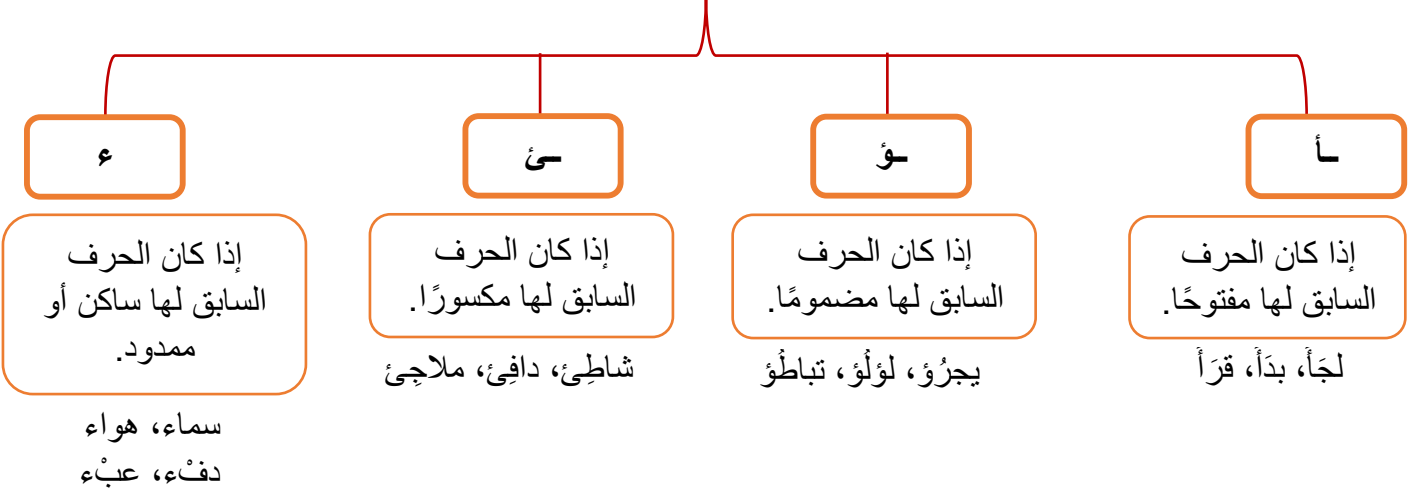 ـأ
ـؤ
ـئ
ء
إذا كان الحرف
السابق لها مفتوحًا.
إذا كان الحرف
السابق لها مضمومًا.
إذا كان الحرف
السابق لها مكسورًا.
إذا كان الحرف
السابق لها ساكن أو
ممدود.
لجَأَ، بدَأَ، قرَأَ
يجرُؤ، لؤلُؤ، تباطُؤ
شاطِئ، دافِئ، ملاجِئ
سماء، هواء
دفْء، عبْء